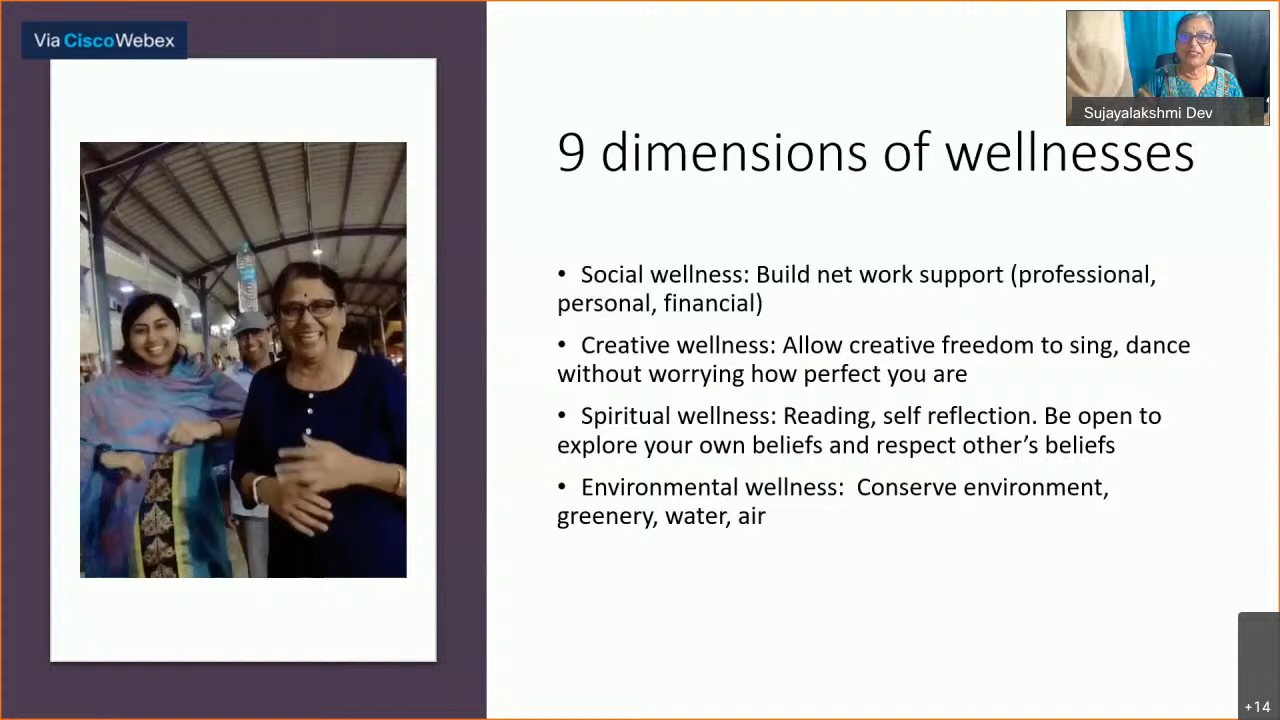 Via CiscoWebex
Sujayalakshmi Dev
9 dimensions of wellnesses
• Social wellness: Build net work support (professional,
personal, financial)
• Creative wellness: Allow creative freedom to sing, dance
without worrying how perfect you are
• Spiritual wellness: Reading, self reflection. Be open to
explore your own beliefs and respect other’s beliefs
• Environmental wellness:  Conserve environment,
greenery, water, air
+14